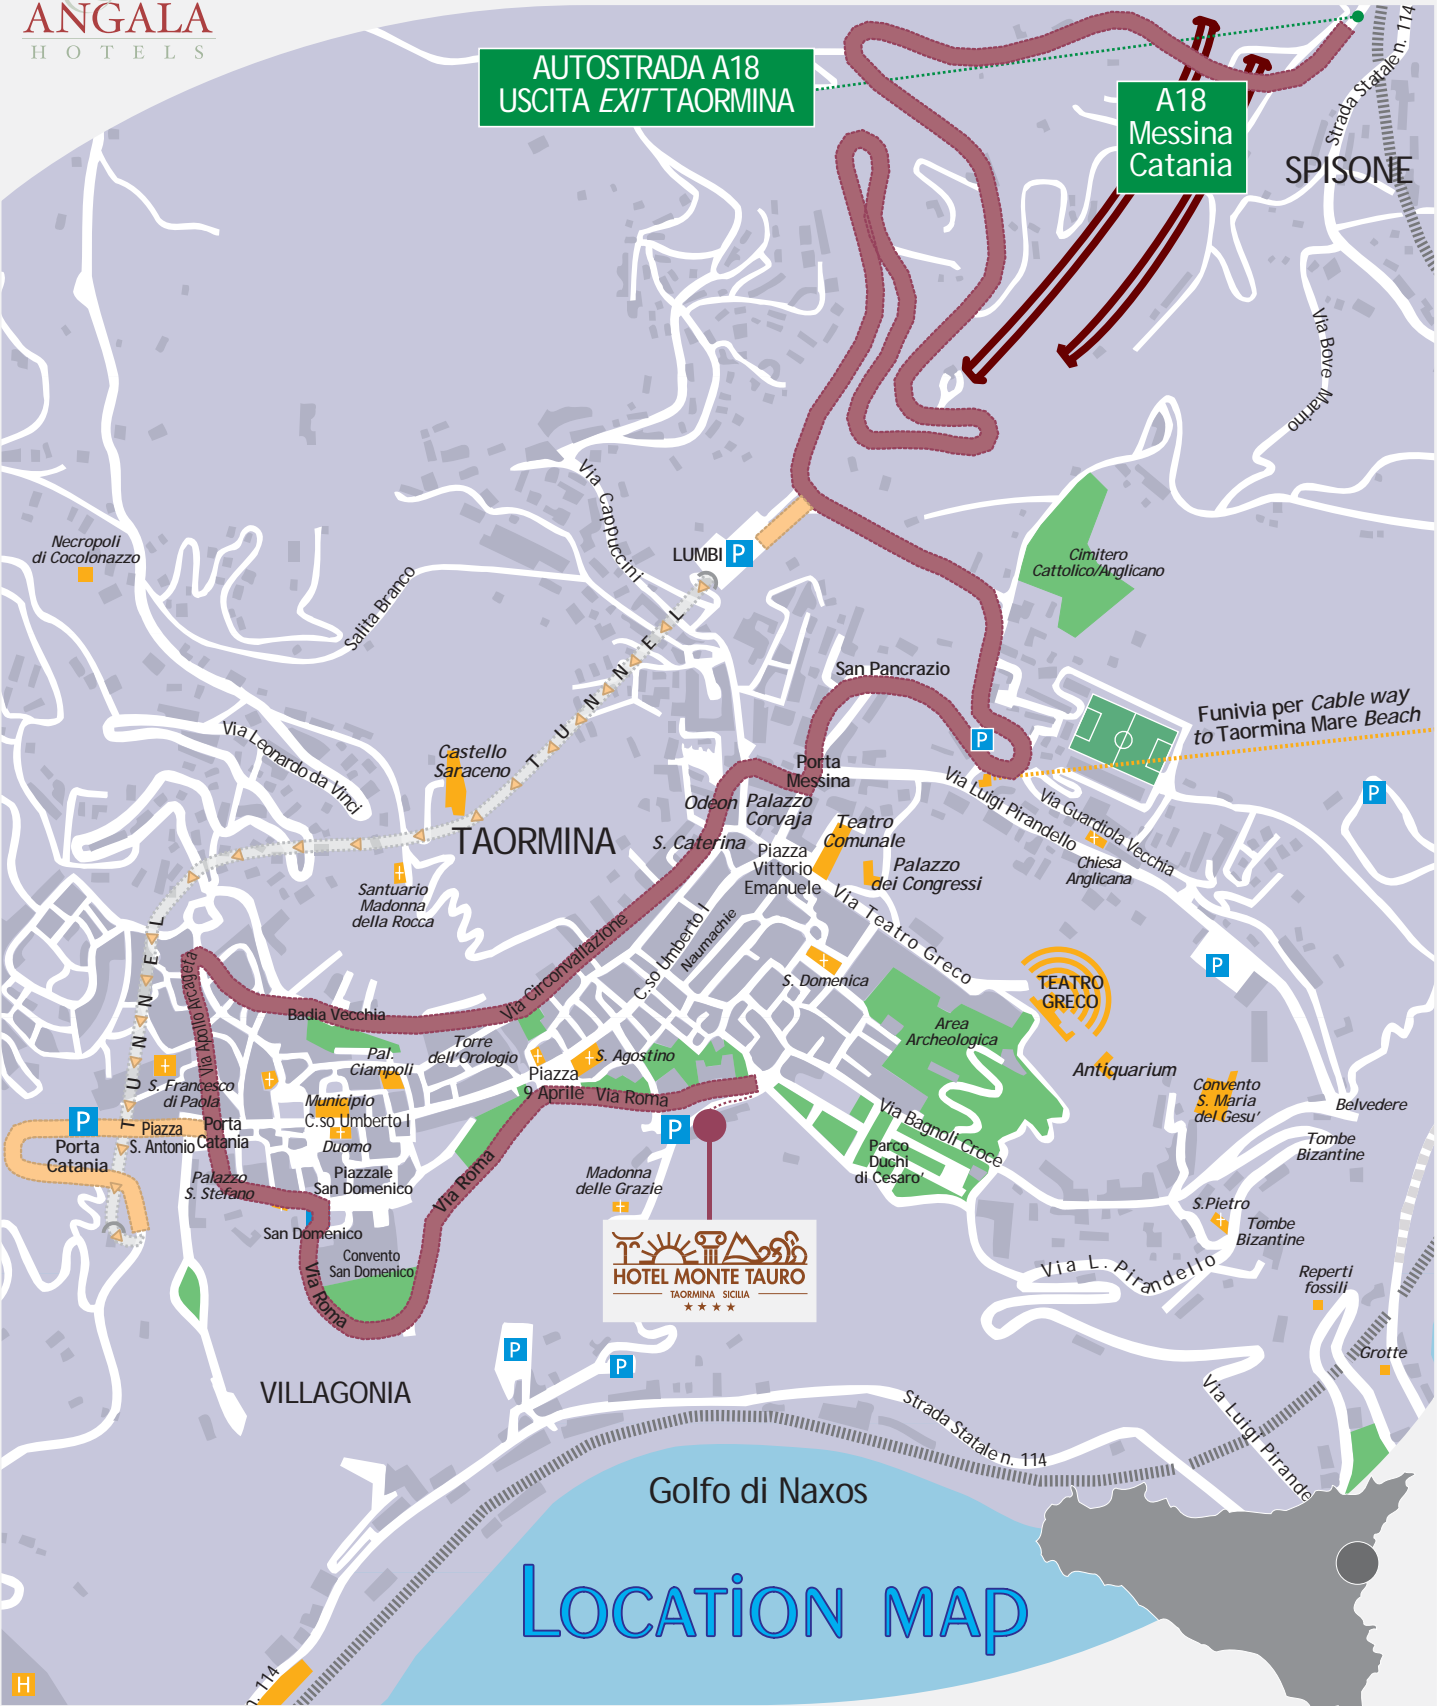 ANGALA
HOTELS
AUTOSTRADA A18
USCITA EXIT TAORMINA
A18
Messina
Catania
Strada Statale n. 114
SPISONE
Via Bove Marino
Via Cappuccini
LUMBI P
Necropoli
di Cocolonazzo
Salita Branco
Cimitero
Cattolico/Anglicano
TUNNEL
San Pancrazio
P
Funivia per Cable way
to Taormina Mare Beach
Via Leonardo da Vinci
Castello
Saraceno
Porta
Messina
Via Luigi Pirandello
Via Guardiola Vecchia
P
Odeon
Palazzo
Corvaja
TAORMINA
S. Caterina
Teatro
Comunale
Piazza
Vittorio
Emanuele
Palazzo
dei Congressi
Chiesa
Anglicana
Santuario
Madonna
della Rocca
Via Teatro Greco
C.so Umberto I
Naumachie
Via Circonvallazione
S. Domenica
P
TEATRO
GRECO
TUNNEL
Via Apollo Arcageta
Badia Vecchia
Area
Archeologica
Torre
dell'Orologio
Pal.
Ciampoli
S. Agostino
Antiquarium
S. Francesco
di Paola
Piazza
9 Aprile
Via Roma
Convento
S. Maria
del Gesu'
Belvedere
Municipio
C.so Umberto I
P
Porta
Catania
Piazza
S. Antonio
Porta
Catania
Duomo
P
Via Bagnoli Croce
Parco
Duchi
di Cesaro'
Tombe
Bizantine
Palazzo
S. Stefano
Piazzale
San Domenico
Via Roma
Madonna
delle Grazie
S.Pietro
Tombe
Bizantine
San Domenico
Convento
San Domenico
Via Roma
HOTEL MONTE TAURO
TAORMINA SICILIA
Via L. Pirandello
Reperti
fossili
Grotte
P
P
VILLAGONIA
Via Luigi Pirande
Strada Statale n. 114
Golfo di Naxos
LOCATION MAP
H
n. 114